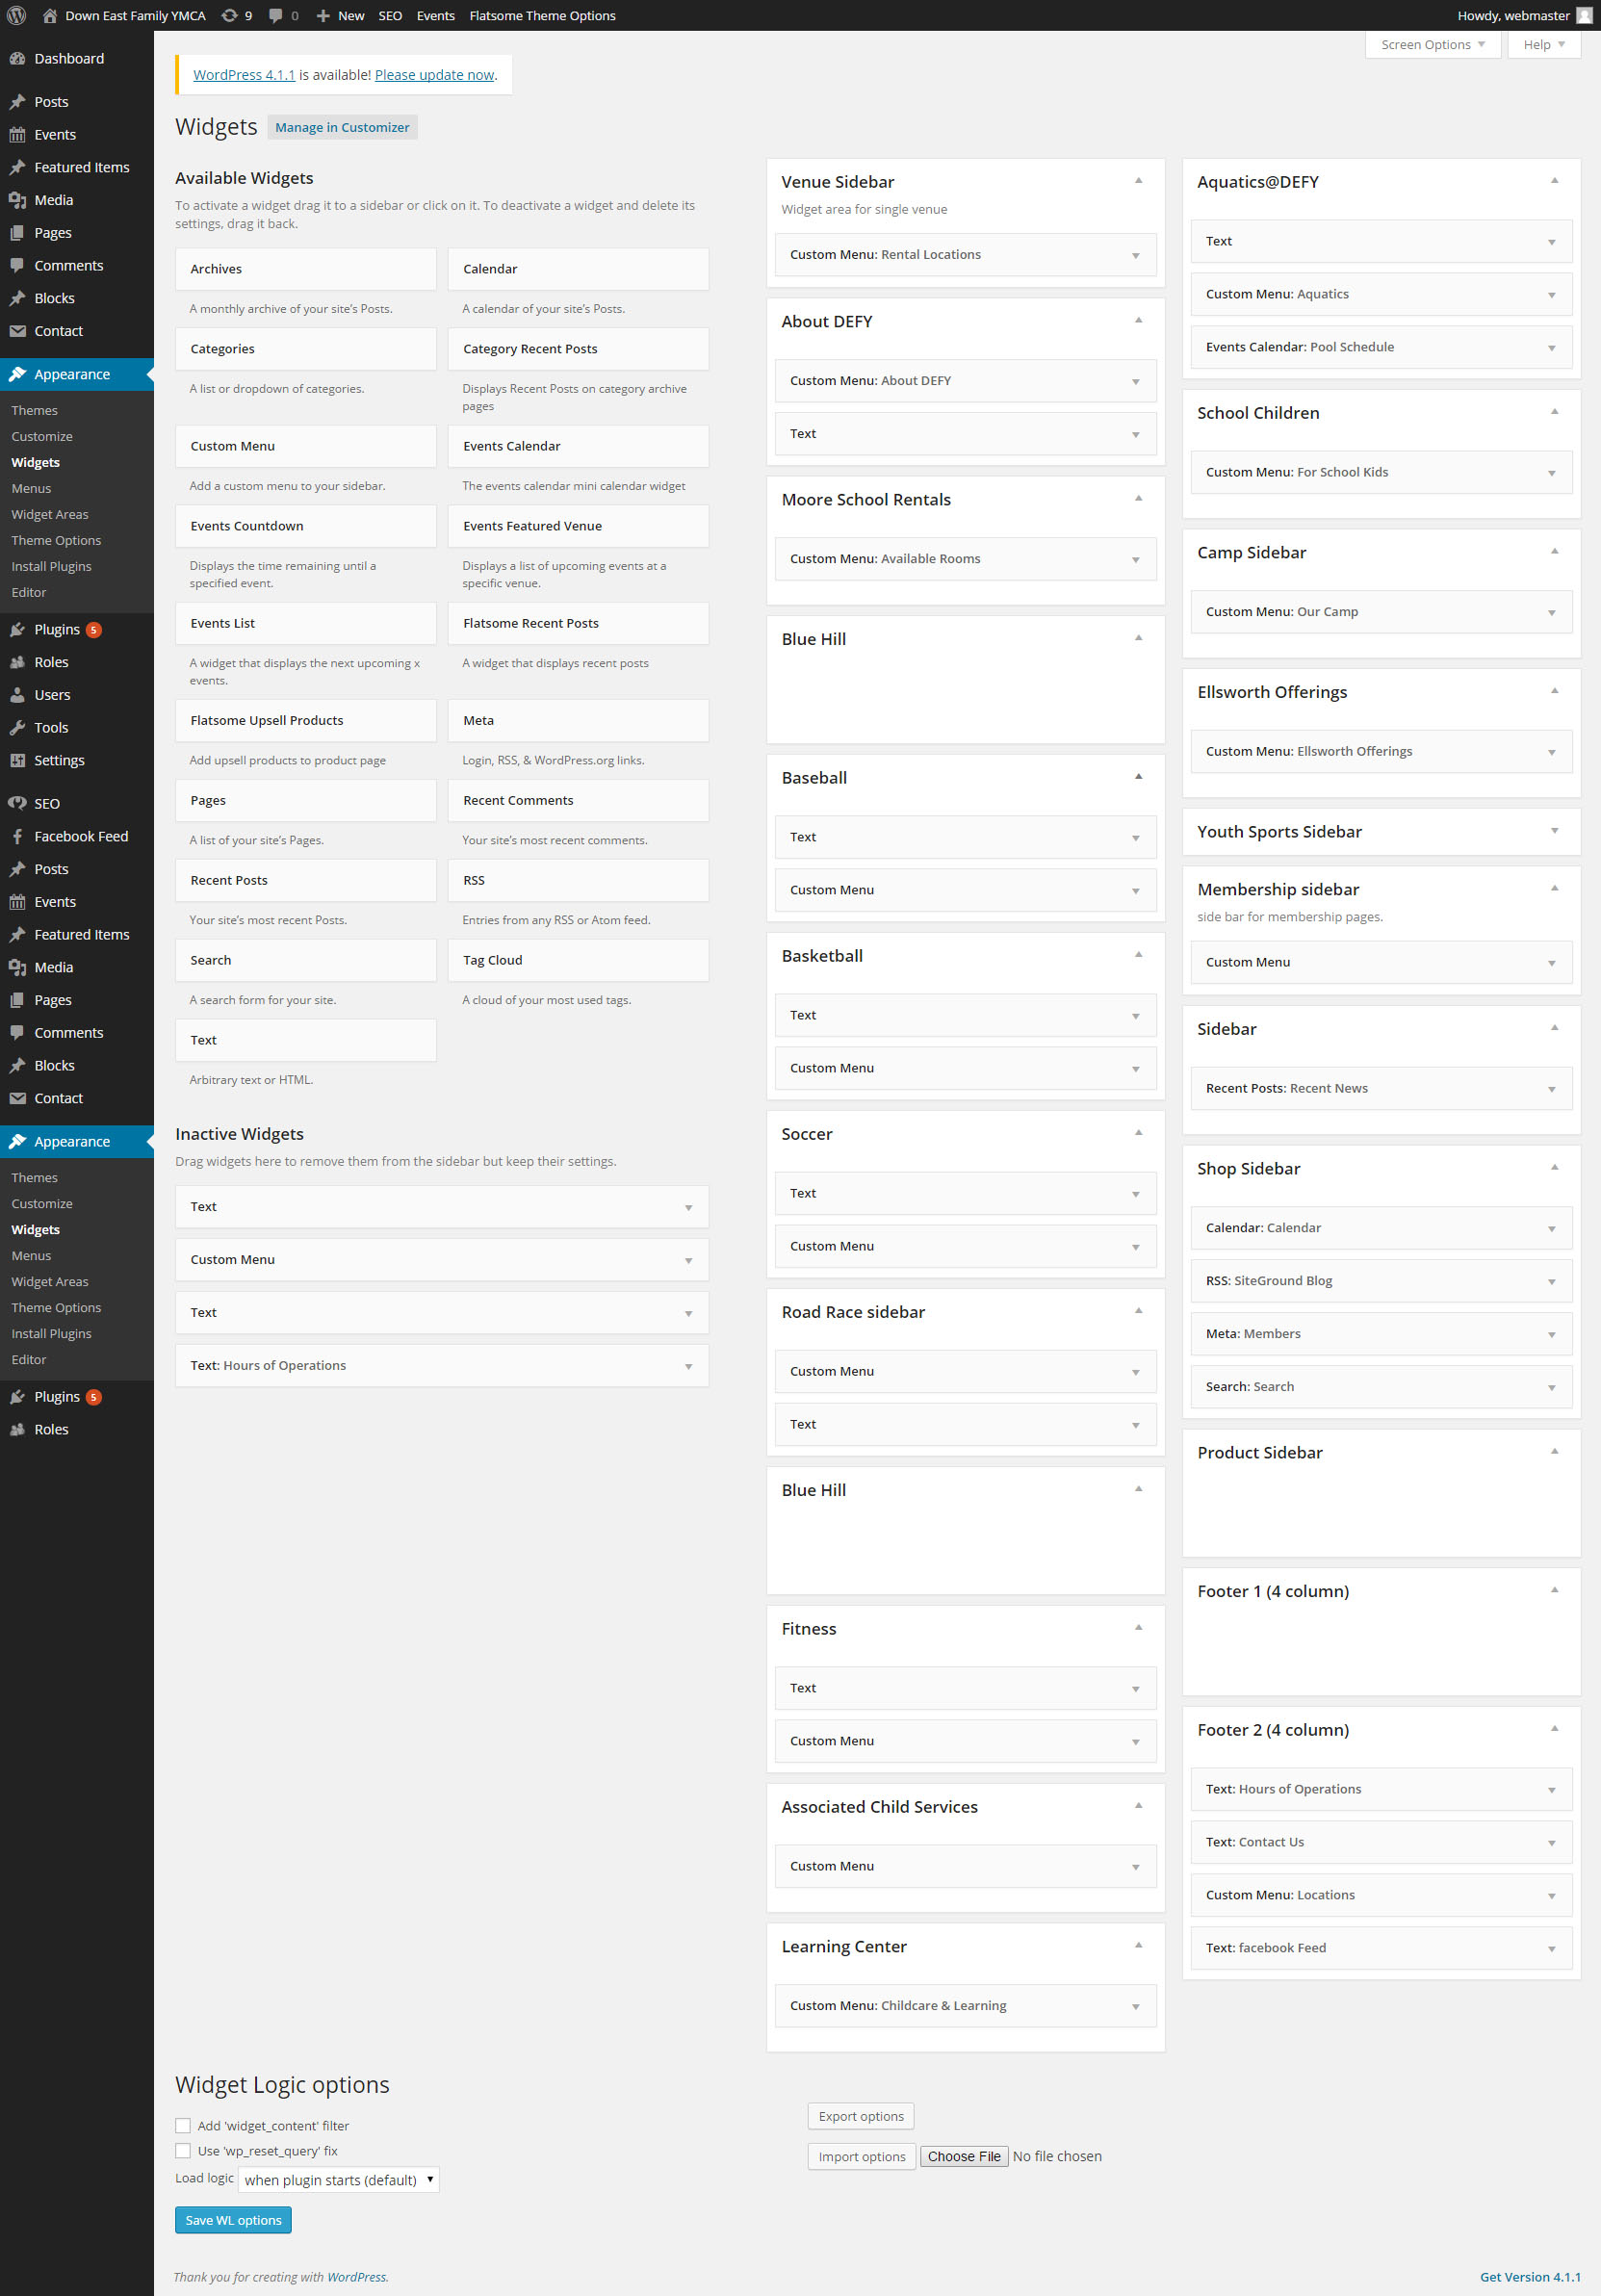 Down East Family YMCA
9
0
New
SEO
Events
Flatsome Theme Options
Howdy, webmaster
Dashboard
Posts
Events
Featured Items
Media
Pages
Comments
Blocks
Contact
Appearance
Themes
Customize
Widgets
Menus
Widget Areas
Theme Options
Install Plugins
Editor
Plugins 5
Roles
Users
Tools
Settings
SEO
Facebook Feed
Posts
Events
Featured Items
Media
Pages
Comments
Blocks
Contact
Appearance
Themes
Customize
Widgets
Menus
Widget Areas
Theme Options
Install Plugins
Editor
Plugins 5
Roles
Screen Options
Help
WordPress 4.1.1 is available! Please update now.
Widgets
Manage in Customizer
Available Widgets
To activate a widget drag it to a sidebar or click on it. To deactivate a widget and delete its
settings, drag it back.
Archives
A monthly archive of your site's Posts.
Calendar
A calendar of your site's Posts.
Categories
A list or dropdown of categories.
Category Recent Posts
Displays Recent Posts on category archive
pages
Custom Menu
Add a custom menu to your sidebar.
Events Calendar
The events calendar mini calendar widget
Events Countdown
Displays the time remaining until a
specified event.
Events Featured Venue
Displays a list of upcoming events at a
specific venue.
Events List
A widget that displays the next upcoming x
events.
Flatsome Recent Posts
A widget that displays recent posts
Flatsome Upsell Products
Add upsell products to product page
Meta
Login, RSS, & WordPress.org links.
Pages
A list of your site's Pages.
Recent Comments
Your site's most recent comments.
Recent Posts
Your site's most recent Posts.
RSS
Entries from any RSS or Atom feed.
Search
A search form for your site.
Tag Cloud
A cloud of your most used tags.
Text
Arbitrary text or HTML.
Inactive Widgets
Drag widgets here to remove them from the sidebar but keep their settings.
Text
Custom Menu
Text
Text: Hours of Operations
Venue Sidebar
Widget area for single venue
Custom Menu: Rental Locations
About DEFY
Custom Menu: About DEFY
Text
Moore School Rentals
Custom Menu: Available Rooms
Blue Hill
Baseball
Text
Custom Menu
Basketball
Text
Custom Menu
Soccer
Text
Custom Menu
Road Race sidebar
Custom Menu
Text
Blue Hill
Fitness
Text
Custom Menu
Associated Child Services
Custom Menu
Learning Center
Custom Menu: Childcare & Learning
Aquatics@DEFY
Text
Custom Menu: Aquatics
Events Calendar: Pool Schedule
School Children
Custom Menu: For School Kids
Camp Sidebar
Custom Menu: Our Camp
Ellsworth Offerings
Custom Menu: Ellsworth Offerings
Youth Sports Sidebar
Membership sidebar
side bar for membership pages.
Custom Menu
Sidebar
Recent Posts: Recent News
Shop Sidebar
Calendar: Calendar
RSS: SiteGround Blog
Meta: Members
Search: Search
Product Sidebar
Footer 1 (4 column)
Footer 2 (4 column)
Text: Hours of Operations
Text: Contact Us
Custom Menu: Locations
Text: facebook Feed
Widget Logic options
Add 'widget_content' filter
Use 'wp_reset_query' fix
Load logic when plugin starts (default)
Save WL options
Export options
Import options Choose File No file chosen
Thank you for creating with WordPress.
Get Version 4.1.1